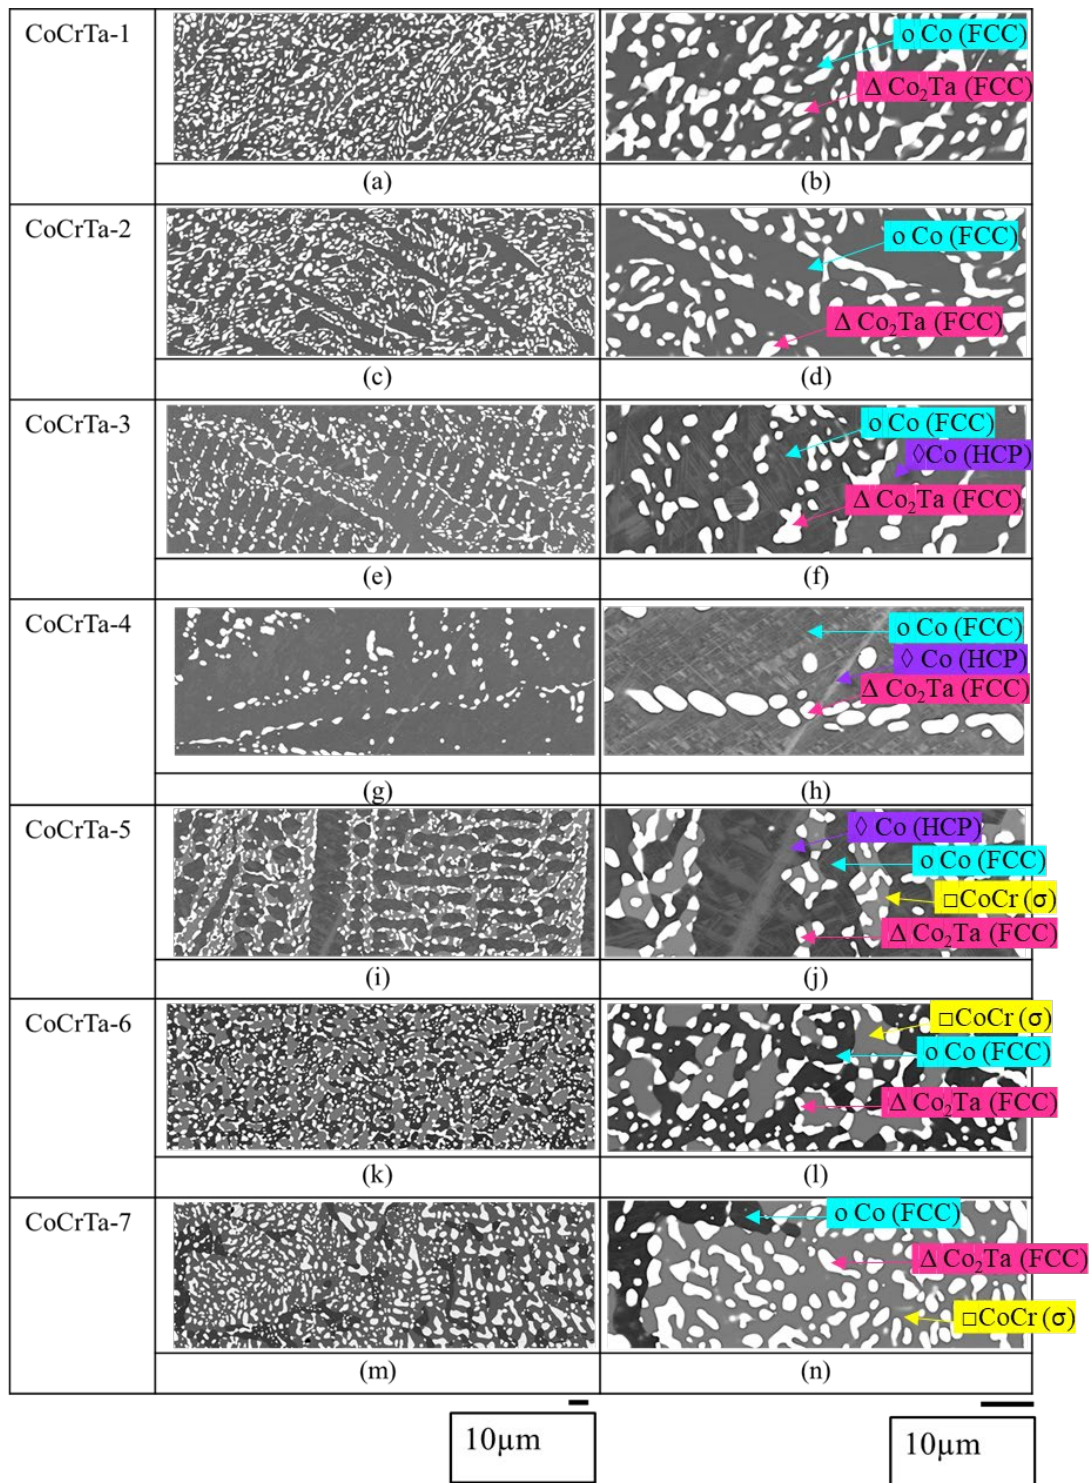 CoCrTa-1
o Co (FCC)
Δ Co₂Ta (FCC)
(a)
(b)
CoCrTa-2
o Co (FCC)
Δ Co₂Ta (FCC)
(c)
(d)
CoCrTa-3
o Co (FCC)
◊Co (HCP)
Δ Co₂Ta (FCC)
(e)
(f)
CoCrTa-4
o Co (FCC)
◊ Co (HCP)
Δ Co₂Ta (FCC)
(g)
(h)
CoCrTa-5
◊ Co (HCP)
o Co (FCC)
□CoCr (σ)
Δ Co₂Ta (FCC)
(i)
(j)
CoCrTa-6
□CoCr (σ)
o Co (FCC)
Δ Co₂Ta (FCC)
(k)
(l)
CoCrTa-7
o Co (FCC)
Δ Co₂Ta (FCC)
□CoCr (σ)
(m)
(n)
10µm
10µm